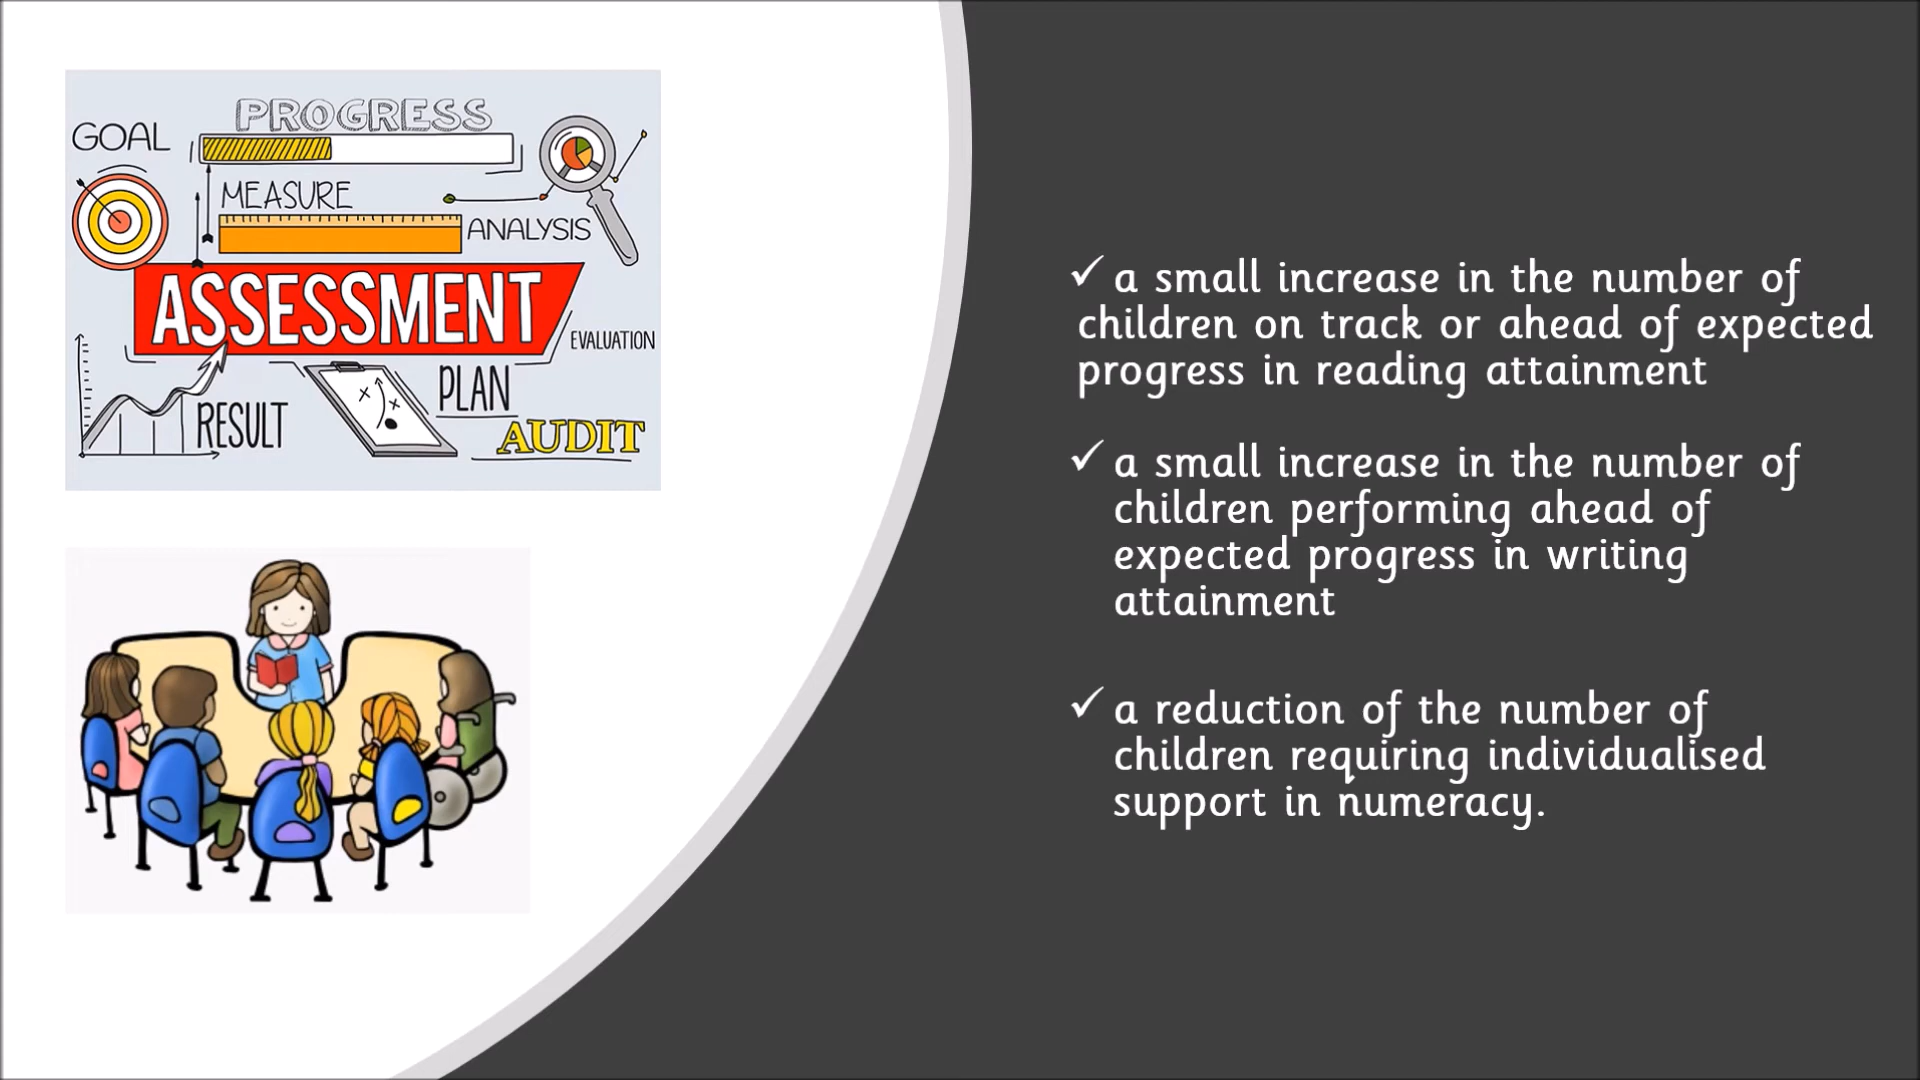 PROGRESS
GOAL
MEASURE
ANALYSIS
ASSESSMENT
EVALUATION
PLAN
RESULT
AUDIT
✓ a small increase in the number of
children on track or ahead of expected
progress in reading attainment
✓ a small increase in the number of
children performing ahead of
expected progress in writing
attainment
✓ a reduction of the number of
children requiring individualised
support in numeracy.